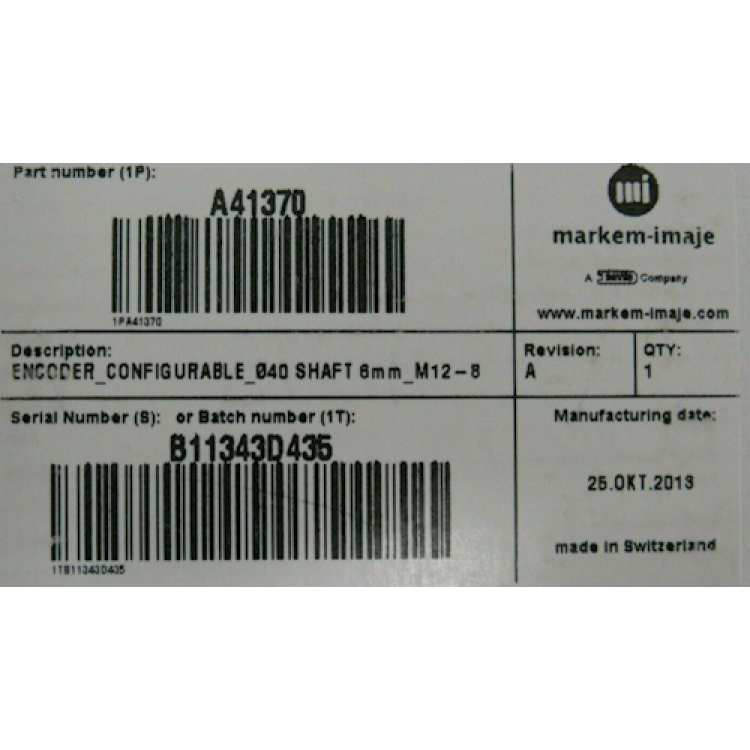 Part number (1P):
A41370
1PA41370
mi
markem-imaje
A Company
www.markem-imaje.com
Description:
ENCODER_CONFIGURABLE_Ø40 SHAFT 6mm_M12-8
Revision:
A
QTY:
1
Serial Number (S): or Batch number (1T):
B11343D435
1TB11343D435
Manufacturing date:
25.OKT.2013
made in Switzerland